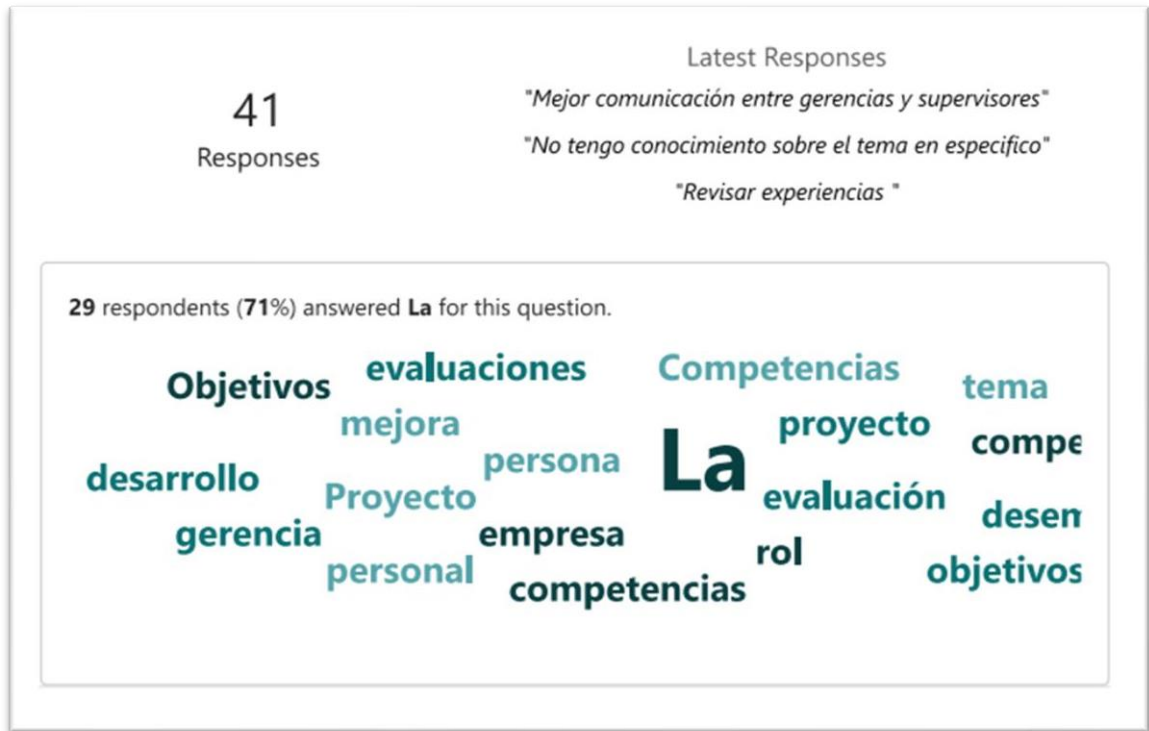 41
Responses
Latest Responses
"Mejor comunicación entre gerencias y supervisores"
"No tengo conocimiento sobre el tema en especifico"
"Revisar experiencias "
29 respondents (71%) answered La for this question.
Objetivos
evaluaciones
Competencias
tema
mejora
proyecto
compe
persona
La
desarrollo
Proyecto
evaluación
desem
gerencia
empresa
rol
personal
competencias
objetivos